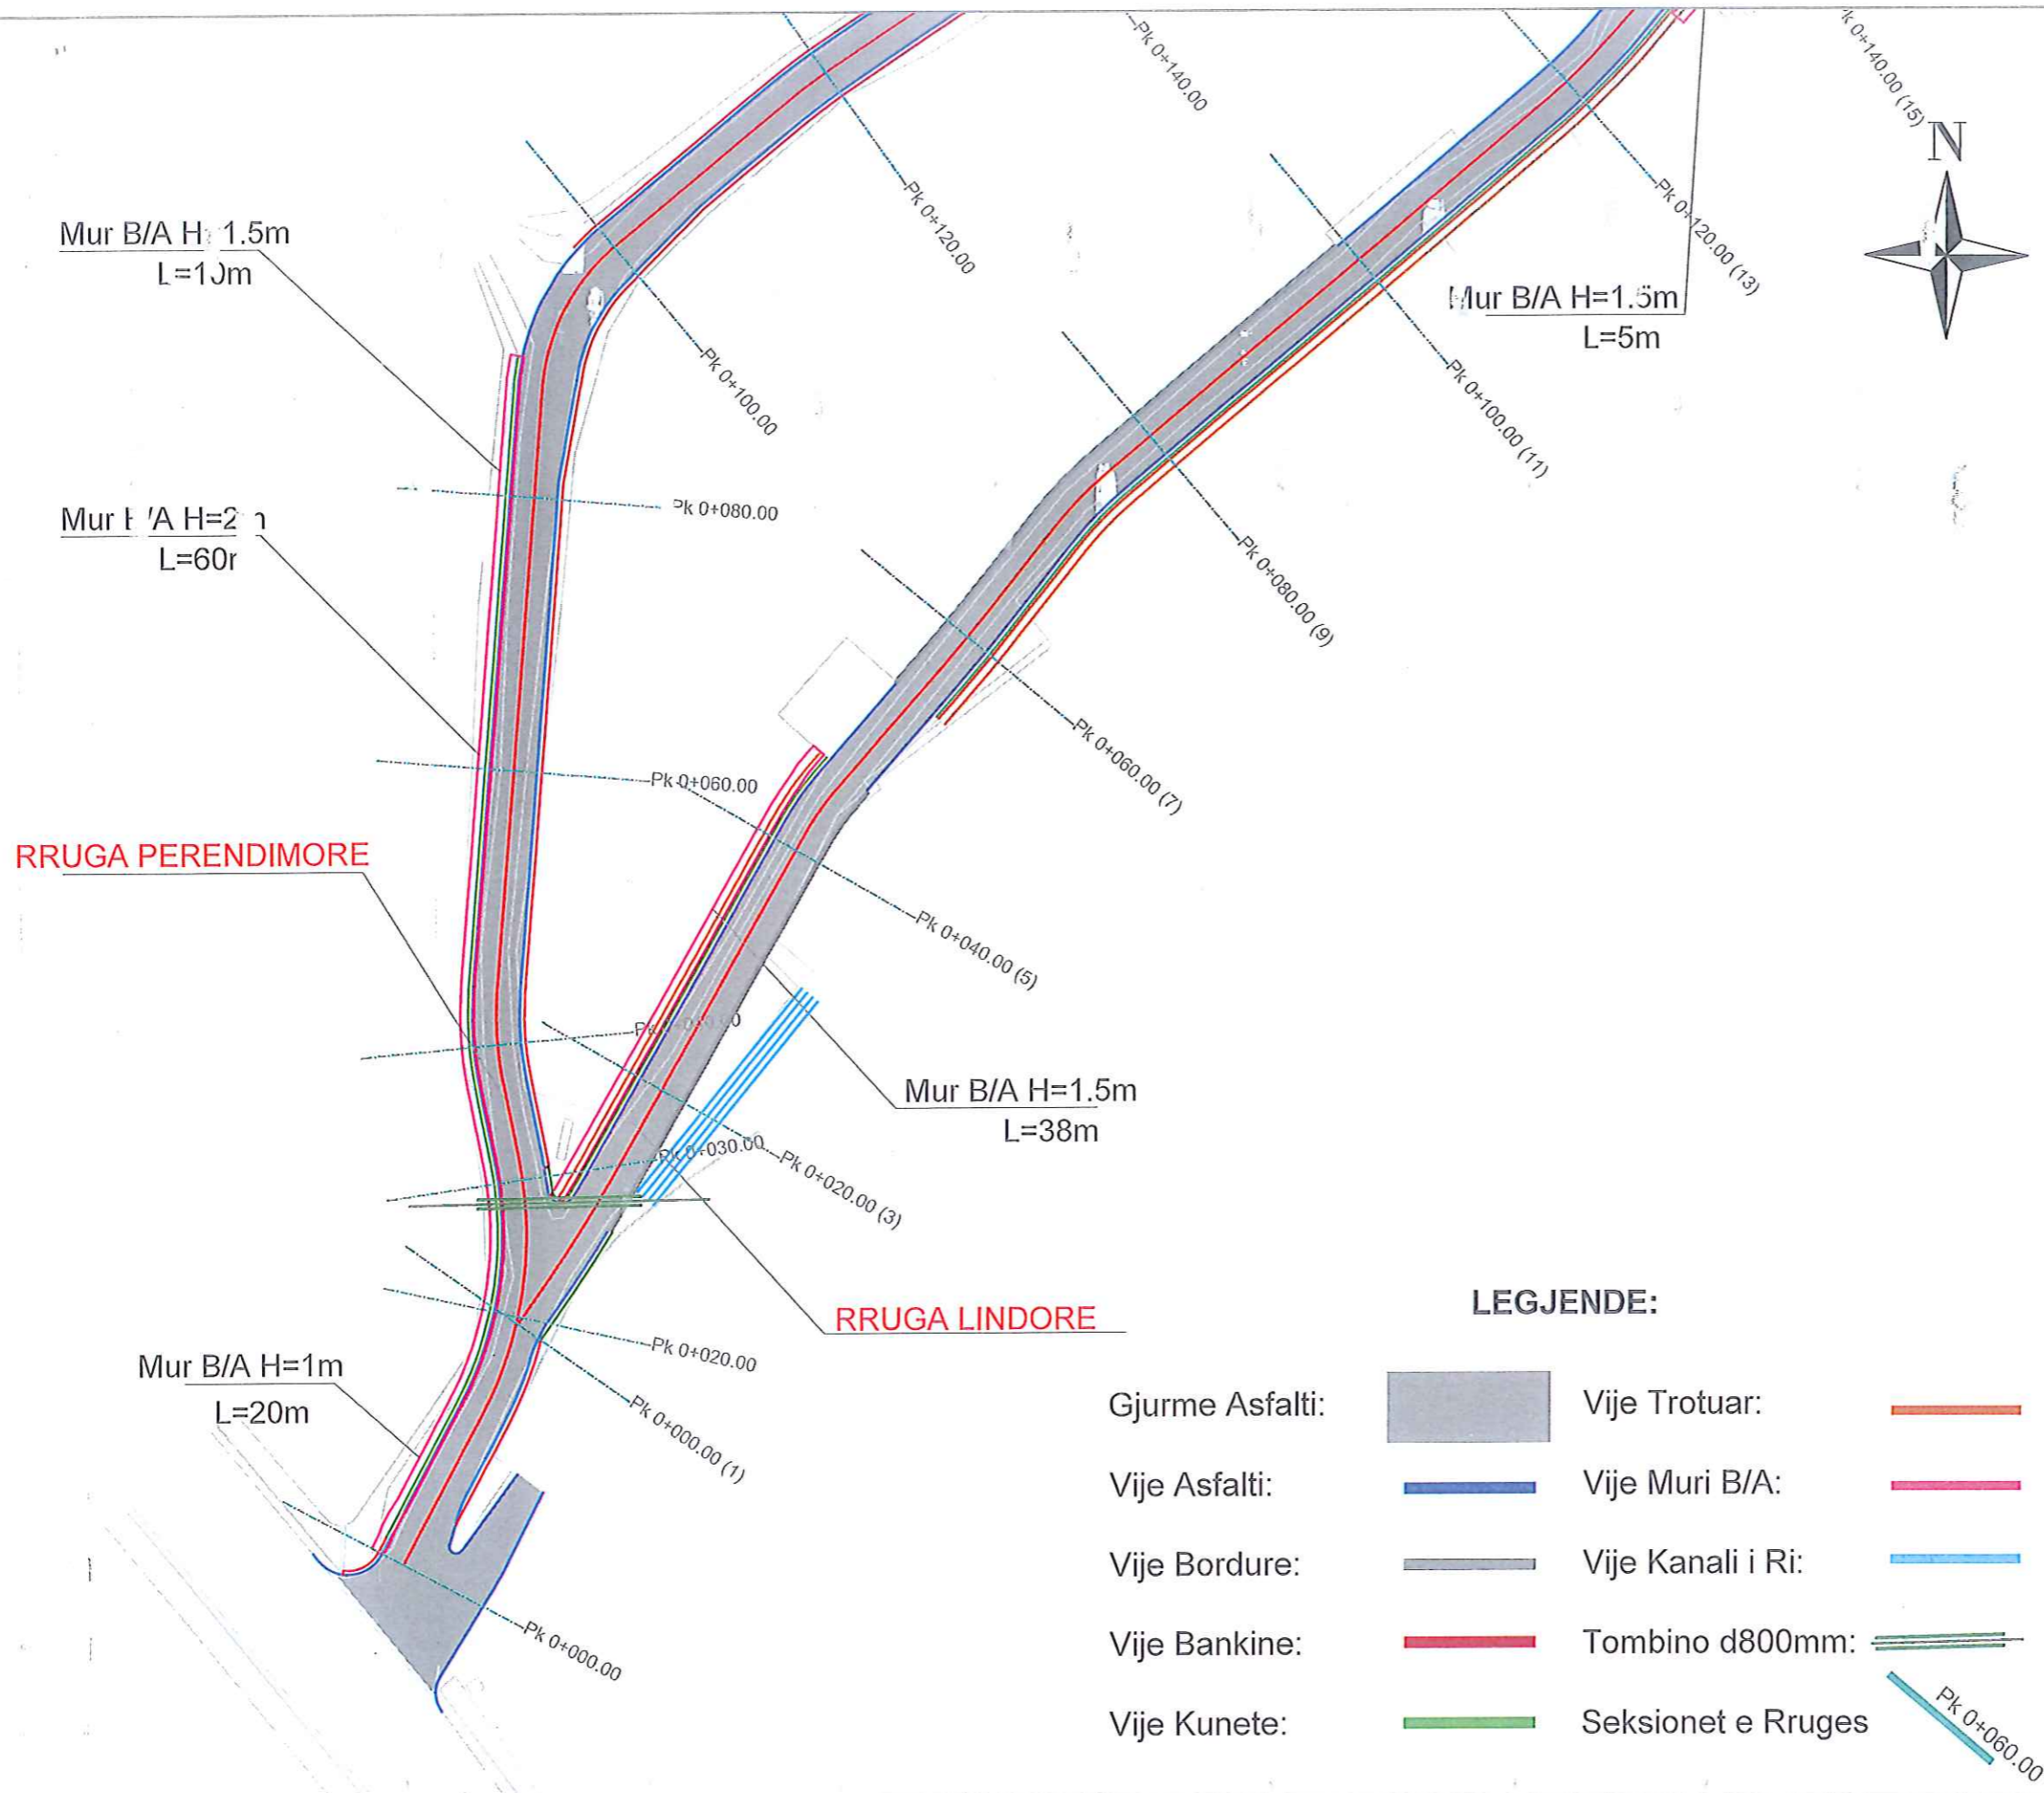 Pk 0+140.00
0+140.00 (15)
N
Pk 0+120.00
Pk 0+120.00 (13)
Mur B/A H 1.5m
L=10m
Mur B/A H=1.5m
L=5m
Pk 0+100.00
Pk 0+100.00 (11)
Pk 0+080.00
Mur B/A H=2
L=60
Pk 0+080.00 (9)
Pk 0+060.00
Pk 0+060.00 (7)
RRUGA PERENDIMORE
Pk 0+040.00 (5)
Mur B/A H=1.5m
L=38m
Pk 0+030.00
Pk 0+020.00 (3)
RRUGA LINDORE
Pk 0+020.00
Mur B/A H=1m
L=20m
Pk 0+000.00 (1)
Pk 0+000.00
LEGJENDE:
Gjurme Asfalti:
Vije Trotuar:
Vije Asfalti:
Vije Muri B/A:
Vije Bordure:
Vije Kanali i Ri:
Vije Bankine:
Tombino d800mm:
Vije Kunete:
Seksionet e Rruges
Pk 0+060.00